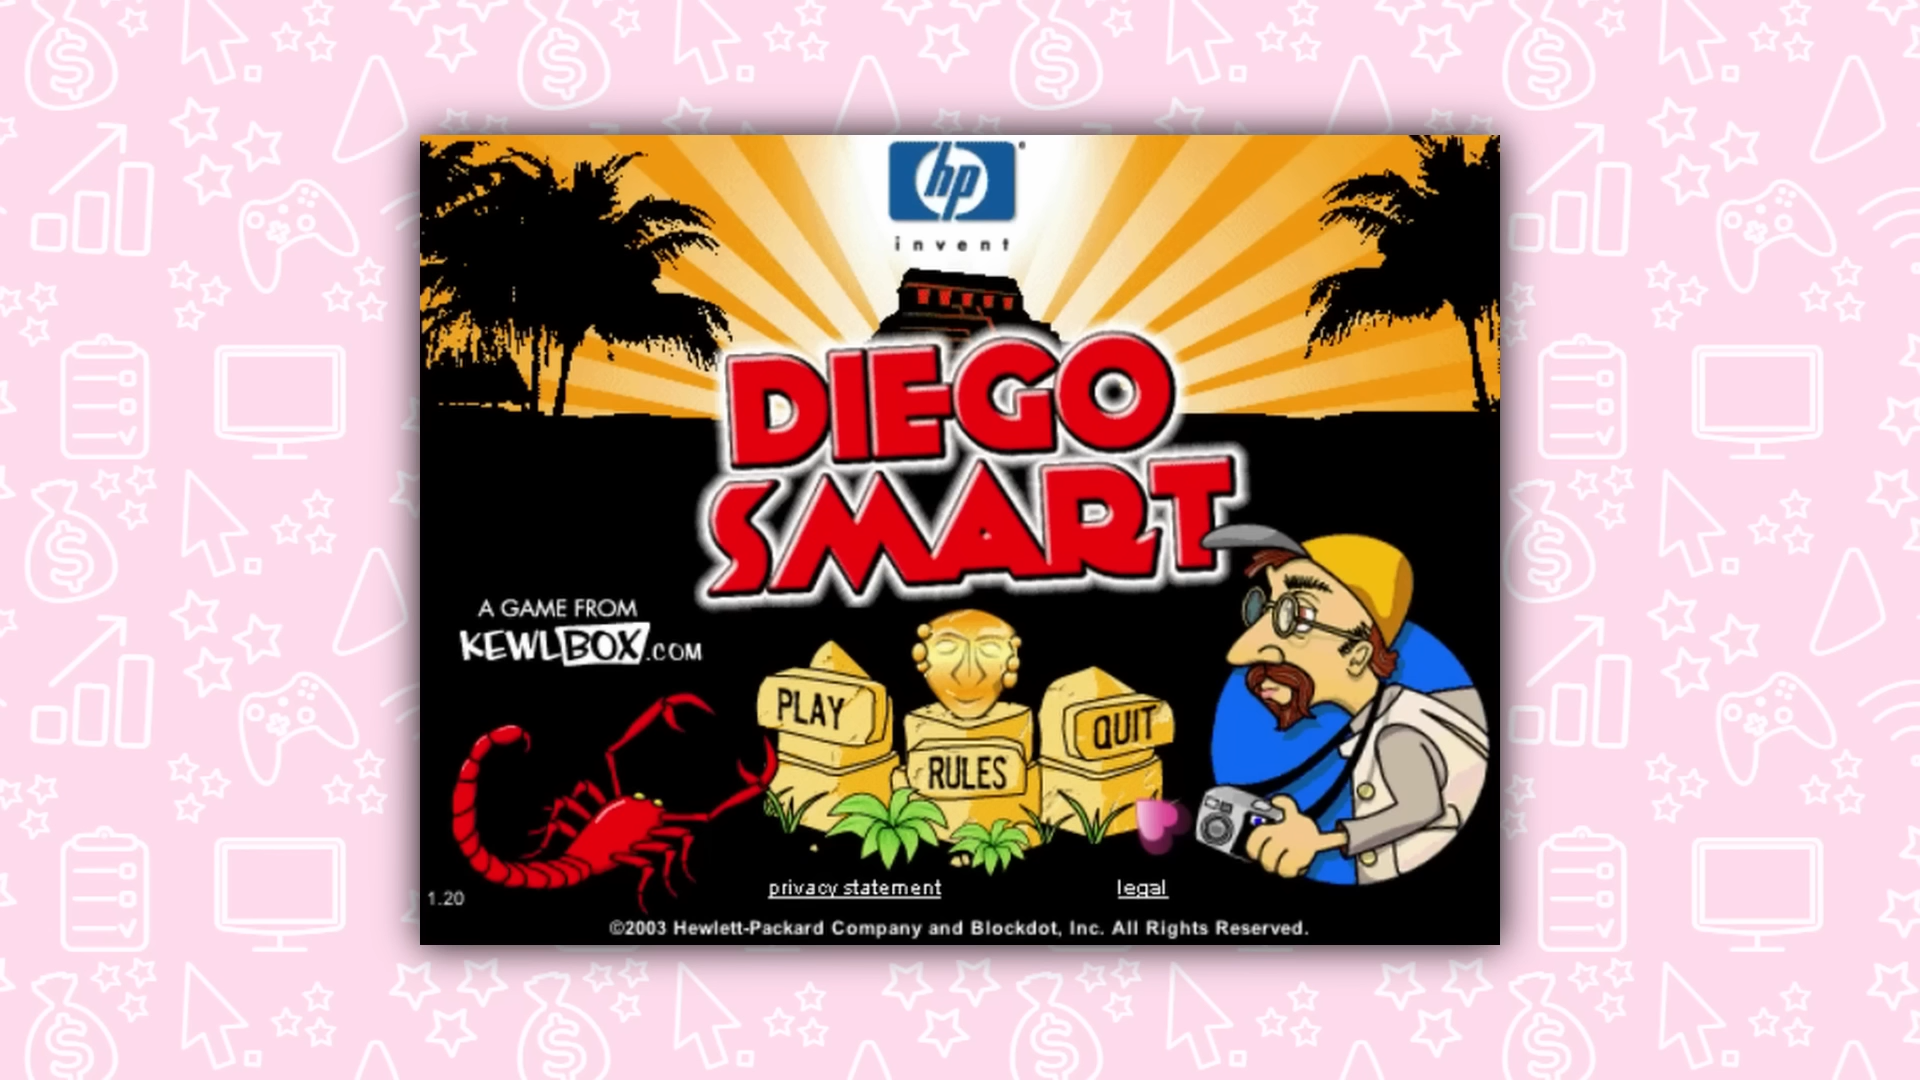 hp
invent
DIEGO
SMART
A GAME FROM
KEWLBOX.COM
PLAY
RULES
QUIT
privacy statement
legal
1.20
©2003 Hewlett-Packard Company and Blockdot, Inc. All Rights Reserved.